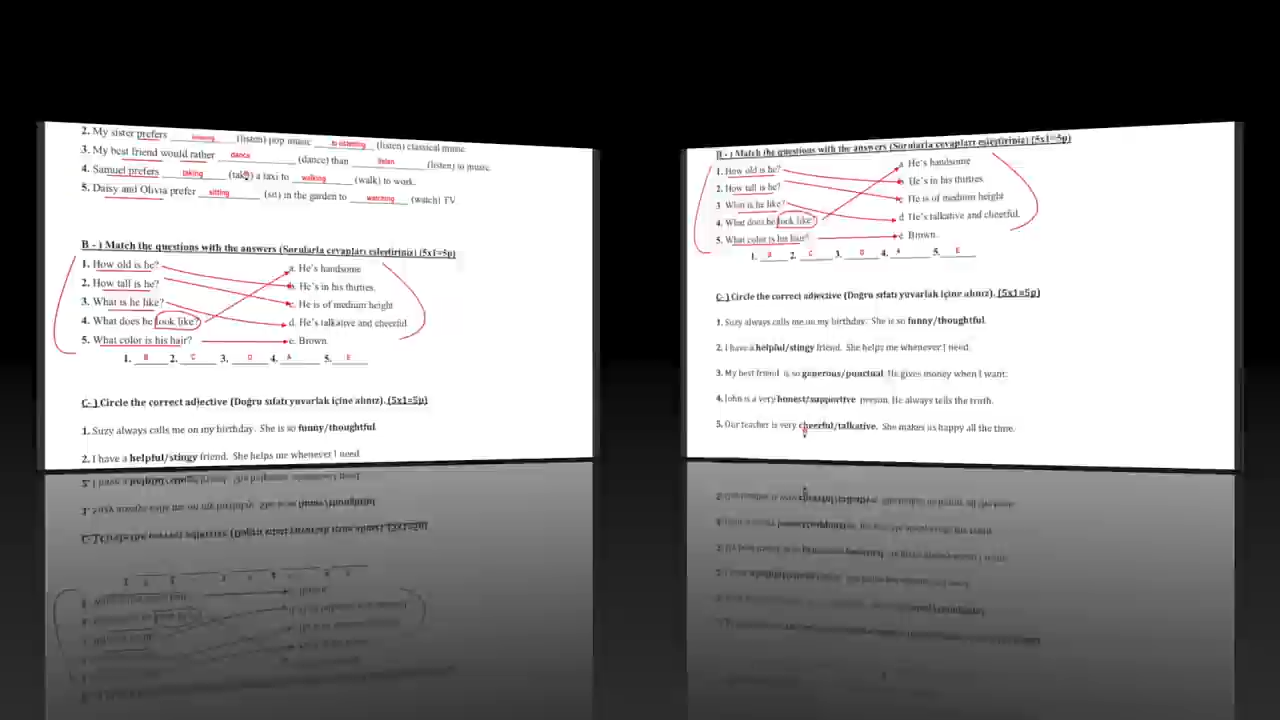 2. My sister prefers listening (listen) pop music to listening (listen) classical music.
3. My best friend would rather dance (dance) than listen (listen) to music.
4. Samuel prefers taking (take) a taxi to walking (walk) to work.
5. Daisy and Olivia prefer sitting (sit) in the garden to watching (watch) TV
B - ) Match the questions with the answers (Sorularla cevapları eşleştiriniz) (5x1=5p)
1. How old is he? a. He's handsome
2. How tall is he? b. He's in his thirties.
3. What is he like? c. He is of medium height
4. What does he look like? d. He's talkative and cheerful
5. What color is his hair? e. Brown.
1. B 2. C 3. D 4. A 5. E
C- ) Circle the correct adjective (Doğru sıfatı yuvarlak içine alınız). (5x1=5p)
1. Suzy always calls me on my birthday. She is so funny/thoughtful.
2. I have a helpful/stingy friend. She helps me whenever I need
B - ) Match the questions with the answers (Sorularla cevapları eşleştiriniz) (5x1=5p)
1. How old is he? a. He's handsome
2. How tall is he? b. He's in his thirties.
3. What is he like? c. He is of medium height
4. What does he look like? d. He's talkative and cheerful.
5. What color is his hair? e. Brown.
1. B 2. C 3. D 4. A 5. E
C- ) Circle the correct adjective (Doğru sıfatı yuvarlak içine alınız). (5x1=5p)
1. Suzy always calls me on my birthday. She is so funny/thoughtful.
2. I have a helpful/stingy friend. She helps me whenever I need.
3. My best friend is so generous/punctual. He gives money when I want.
4. John is a very honest/supportive person. He always tells the truth.
5. Our teacher is very cheerful/talkative. She makes us happy all the time.